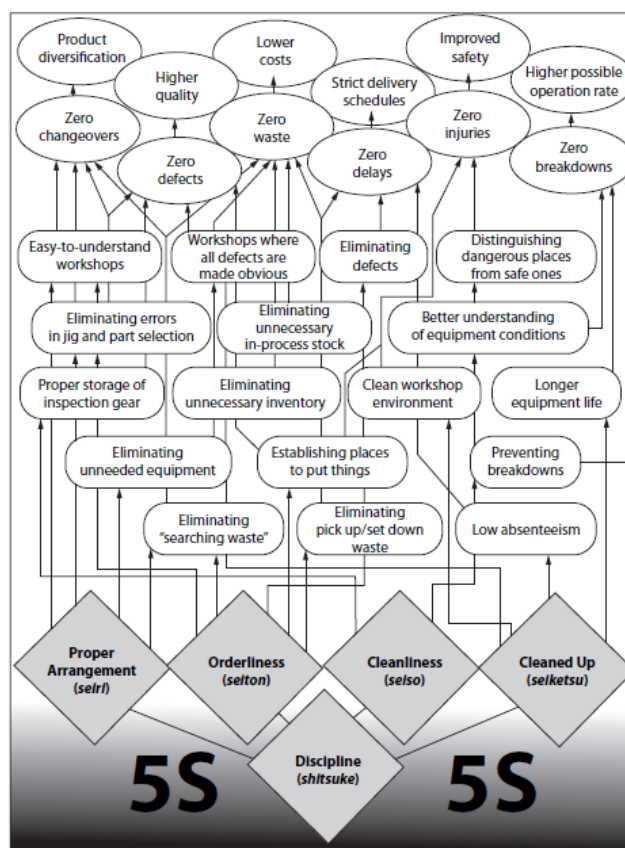 Product
diversification
Higher
quality
Lower
costs
Strict delivery
schedules
Improved
safety
Higher possible
operation rate
Zero
changeovers
Zero
defects
Zero
waste
Zero
delays
Zero
injuries
Zero
breakdowns
Easy-to-understand
workshops
Workshops where
all defects are
made obvious
Eliminating
defects
Distinguishing
dangerous places
from safe ones
Eliminating errors
in jig and part selection
Eliminating
unnecessary
in-process stock
Better understanding
of equipment conditions
Proper storage of
inspection gear
Eliminating
unnecessary inventory
Clean workshop
environment
Longer
equipment life
Eliminating
unneeded equipment
Establishing places
to put things
Preventing
breakdowns
Eliminating
"searching waste"
Eliminating
pick up/set down
waste
Low absenteeism
Proper
Arrangement
(seiri)
Orderliness
(seiton)
Cleanliness
(seiso)
Cleaned Up
(seiketsu)
Discipline
(shitsuke)
5S
5S